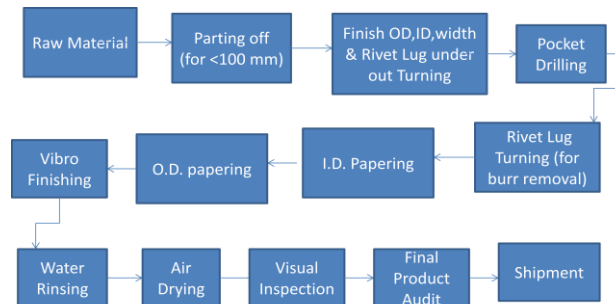 Raw Material
Parting off
(for <100 mm)
Finish OD,ID,width
& Rivet Lug under
out Turning
Pocket
Drilling
Rivet Lug
Turning (for
burr removal)
I.D. Papering
O.D. papering
Vibro
Finishing
Water
Rinsing
Air
Drying
Visual
Inspection
Final
Product
Audit
Shipment